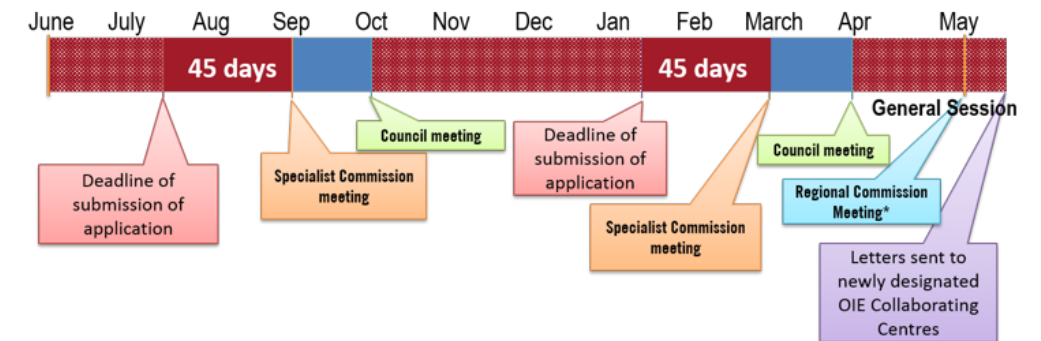 June July Aug Sep Oct Nov Dec Jan Feb March Apr May
45 days 45 days
General Session
Deadline of
submission of
application
Specialist Commission
meeting
Council meeting
Deadline of
submission of
application
Specialist Commission
meeting
Council meeting
Regional Commission
Meeting*
Letters sent to
newly designated
OIE Collaborating
Centres